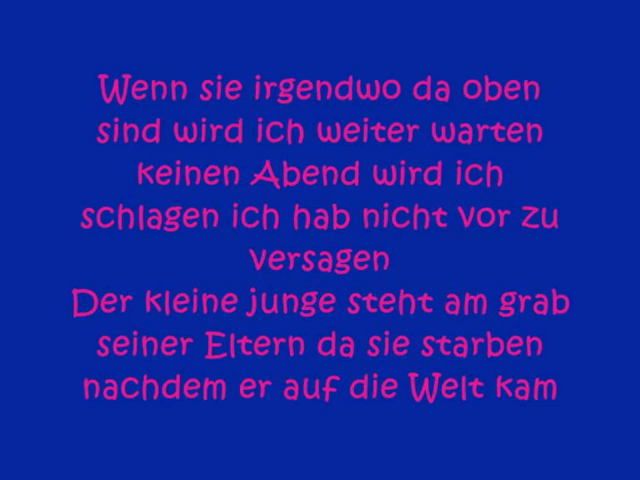 Wenn sie irgendwo da oben
sind wird ich weiter warten
keinen Abend wird ich
schlagen ich hab nicht vor zu
versagen
Der kleine junge steht am grab
seiner Eltern da sie starben
nachdem er auf die Welt kam